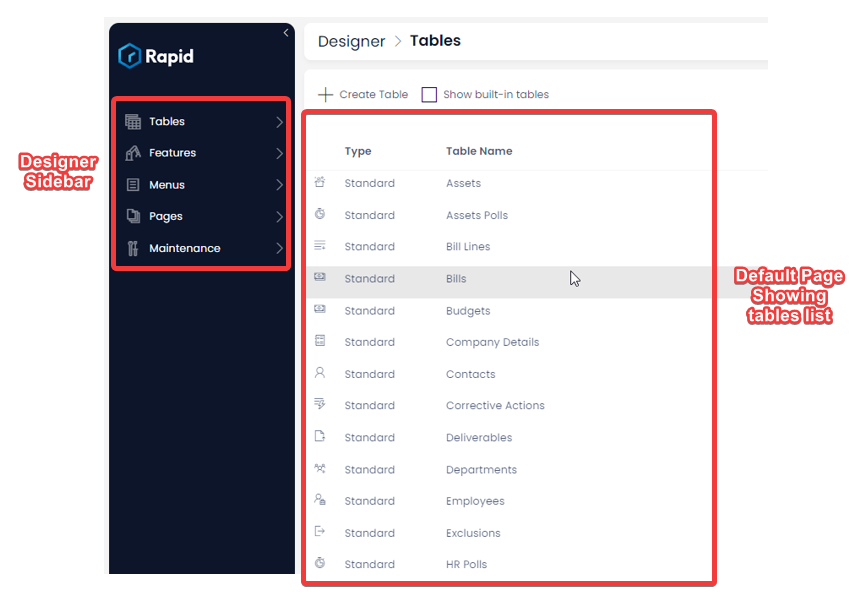 Rapid
Designer > Tables
Create Table
Show built-in tables
Tables
Features
Menus
Pages
Maintenance
Designer
Sidebar
Type Table Name
Standard Assets
Standard Assets Polls
Standard Bill Lines
Standard Bills
Standard Budgets
Standard Company Details
Standard Contacts
Standard Corrective Actions
Standard Deliverables
Standard Departments
Standard Employees
Standard Exclusions
Standard HR Polls
Default Page
Showing
tables list